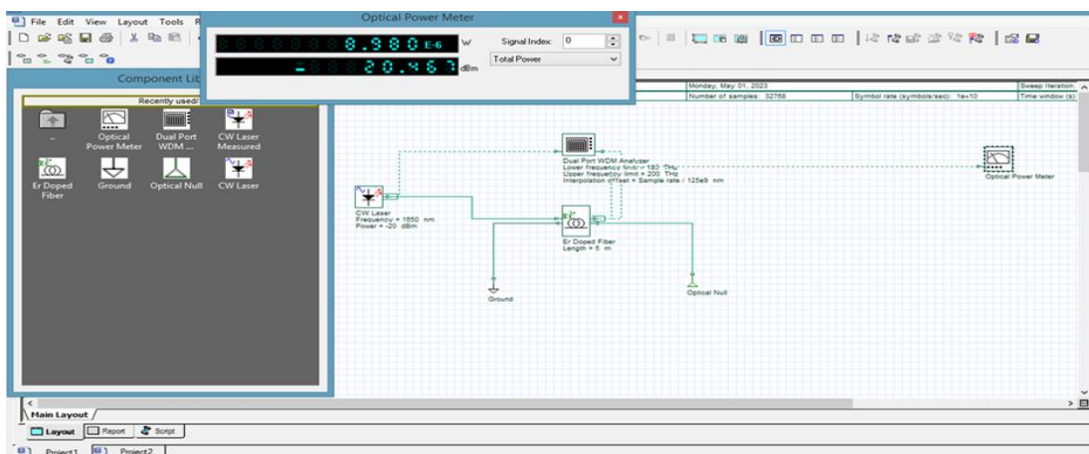 Optical Power Meter
File Edit View Layout Tools R
8.980 E-6 W
Signal Index: 0
- 20.467 dBm
Total Power
Component Lib
Recently used/
Monday, May 01, 2023
Sweep Iteration:
Number of samples: 32768
Symbol rate (symbols/sec): 1e+10
Time window (s)
..
Optical Power Meter
Dual Port WDM ...
CW Laser Measured
Er Doped Fiber
Ground
Optical Null
CW Laser
Dual Port WDM Analyzer
Lower frequency limit = 180 THz
Upper frequency limit = 200 THz
Interpolation offset = Sample rate / 125e9 nm
Optical Power Meter
CW Laser
Frequency = 1550 nm
Power = -20 dBm
Er Doped Fiber
Length = 5 m
Ground
Optical Null
Main Layout
Layout Report Script
Project1 Project2